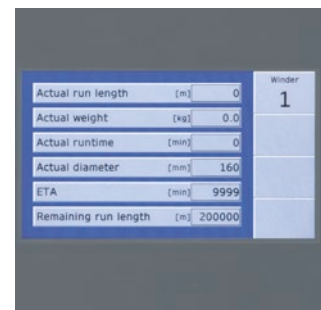 Winder
1
Actual run length [m] 0
Actual weight [kg] 0.0
Actual runtime [min] 0
Actual diameter [mm] 160
ETA [min] 9999
Remaining run length [m] 200000